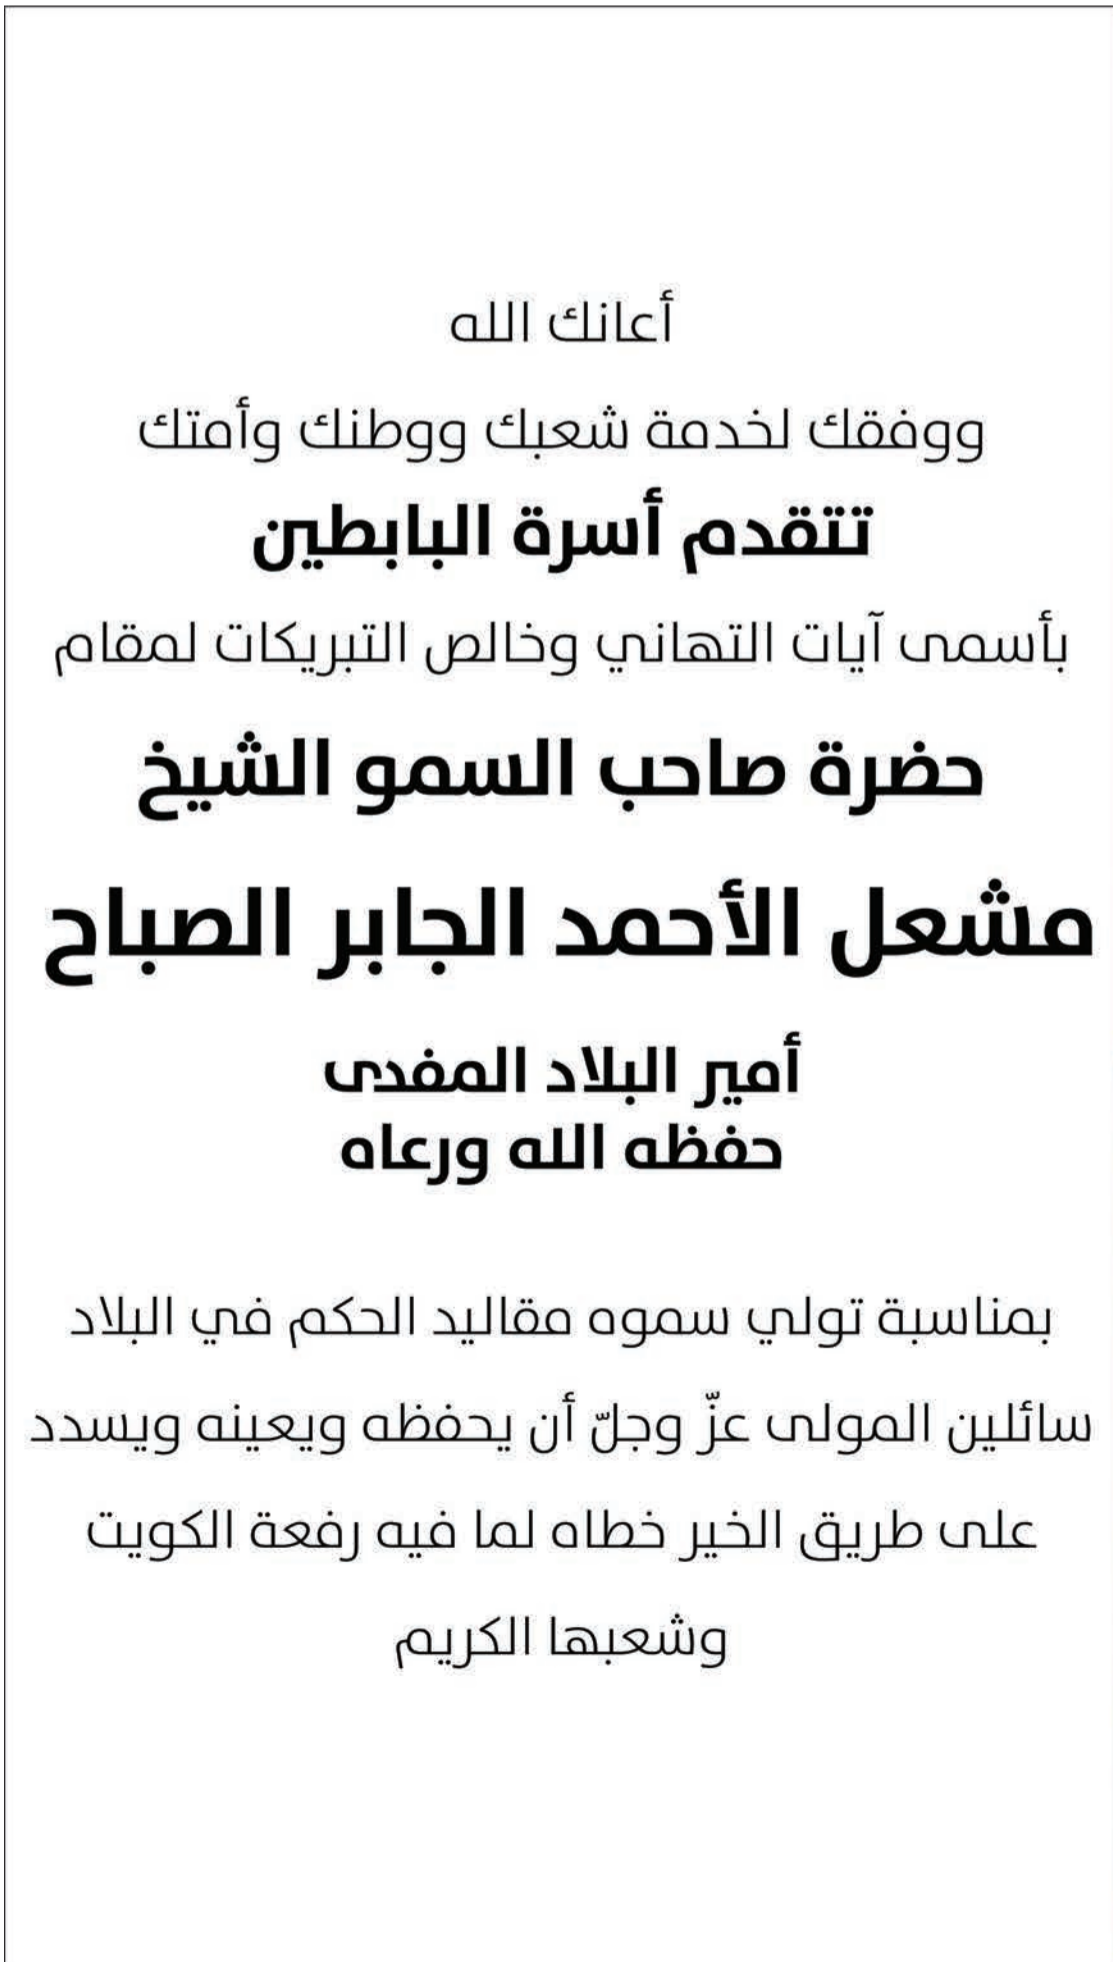 أعانك الله
ووفقك لخدمة شعبك ووطنك وأمتك
تتقدم أسرة البابطين
بأسمى آيات التهاني وخالص التبريكات لمقام
حضرة صاحب السمو الشيخ
مشعل الأحمد الجابر الصباح
أمير البلاد المفدى
حفظه الله ورعاه
بمناسبة تولي سموه مقاليد الحكم في البلاد
سائلين المولى عزّ وجلّ أن يحفظه ويعينه ويسدد
على طريق الخير خطاه لما فيه رفعة الكويت
وشعبها الكريم